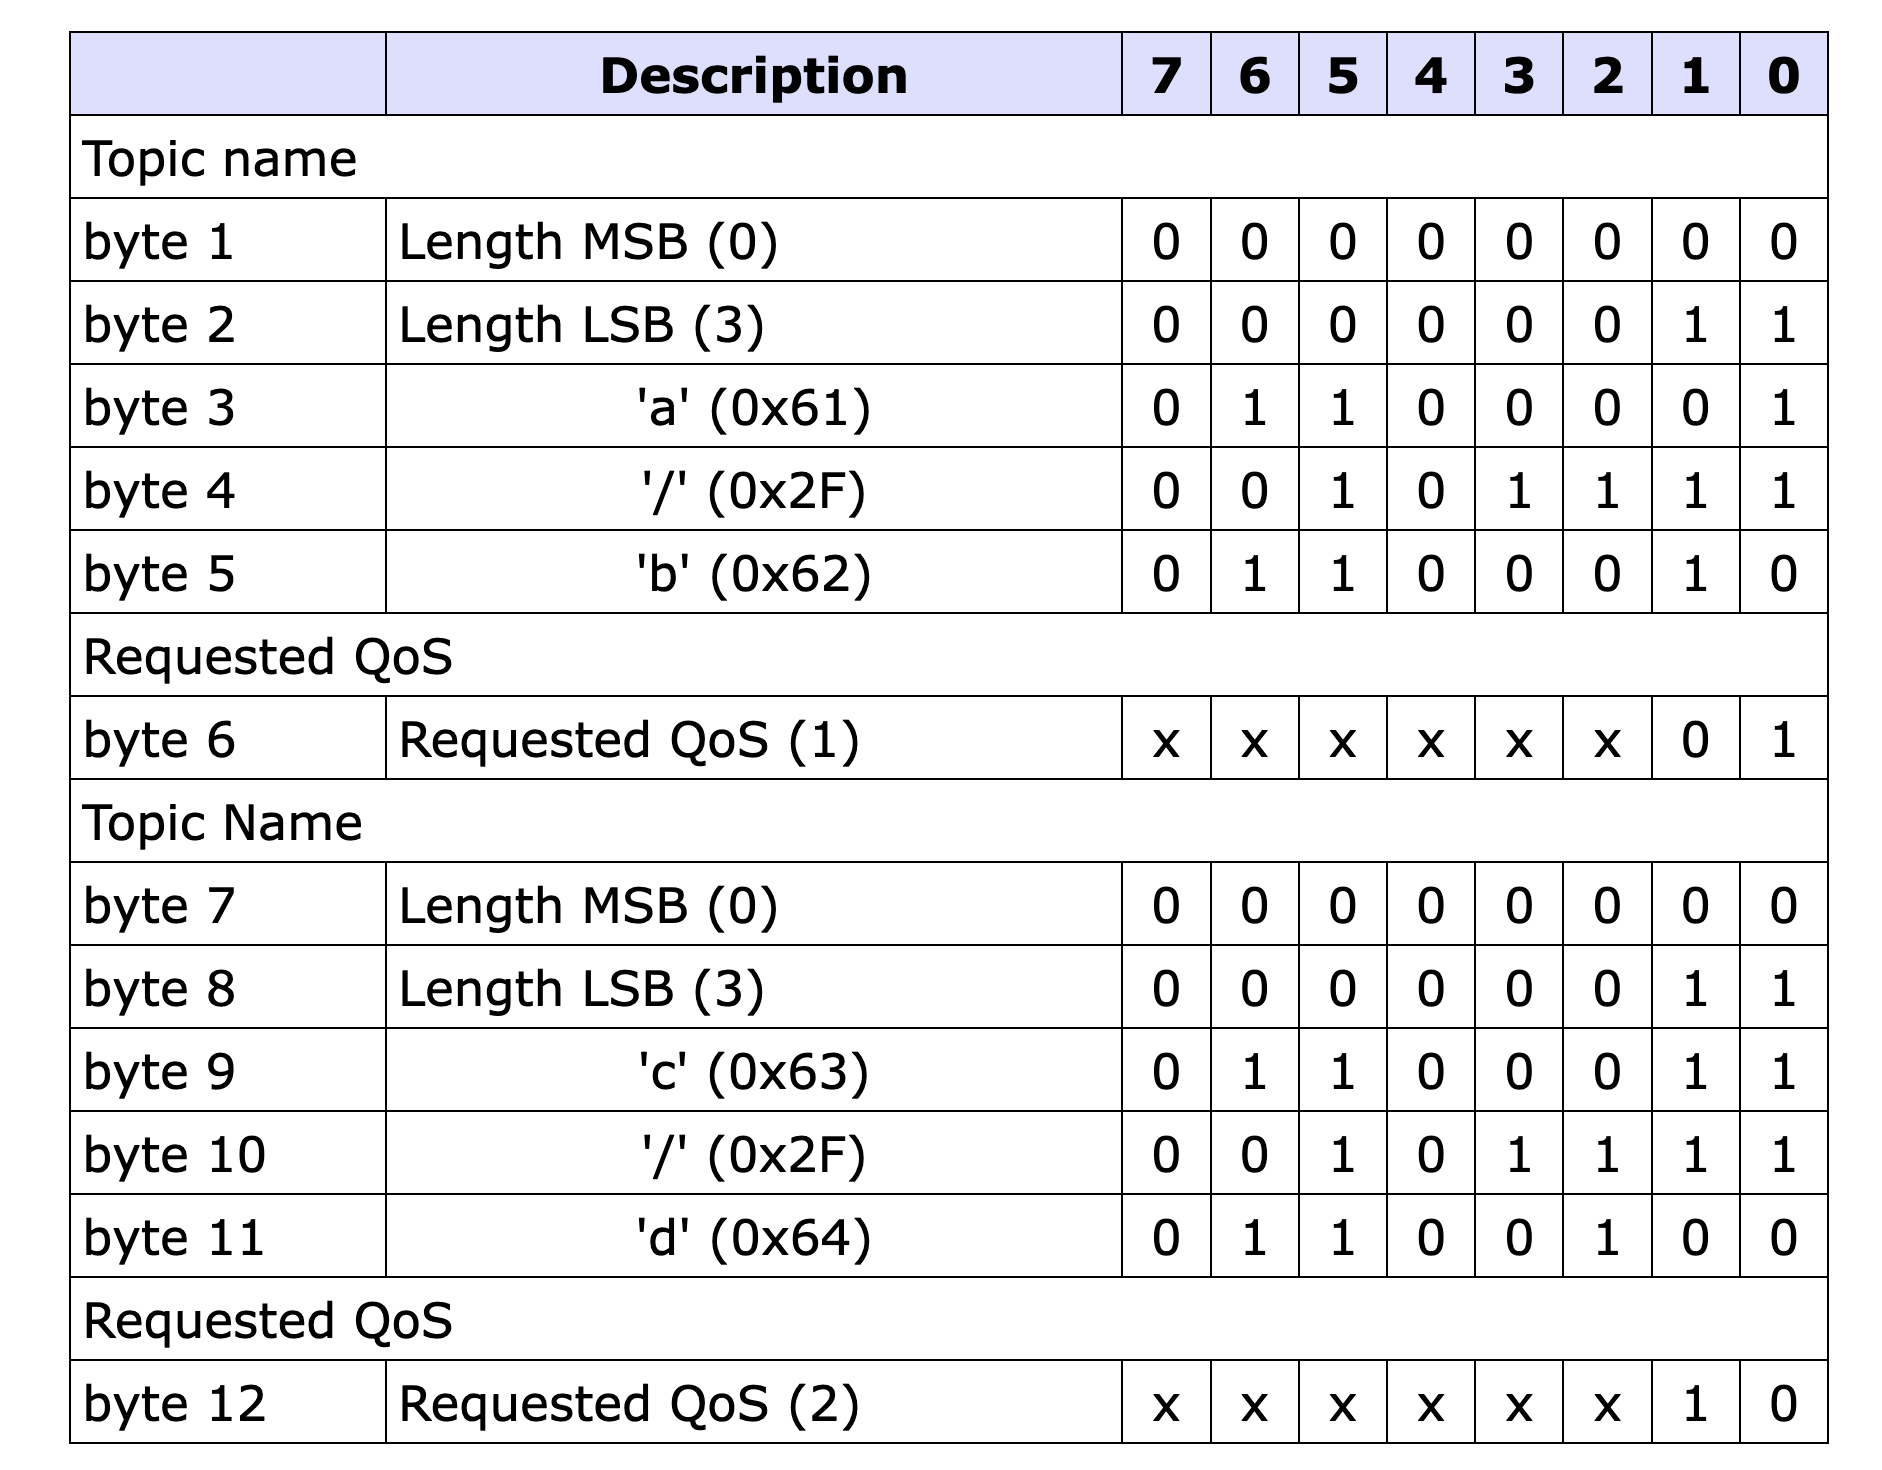 Description 7 6 5 4 3 2 1 0
Topic name
byte 1 Length MSB (0) 0 0 0 0 0 0 0 0
byte 2 Length LSB (3) 0 0 0 0 0 0 1 1
byte 3 'a' (0x61) 0 1 1 0 0 0 0 1
byte 4 '/' (0x2F) 0 0 1 0 1 1 1 1
byte 5 'b' (0x62) 0 1 1 0 0 0 1 0
Requested QoS
byte 6 Requested QoS (1) x x x x x x 0 1
Topic Name
byte 7 Length MSB (0) 0 0 0 0 0 0 0 0
byte 8 Length LSB (3) 0 0 0 0 0 0 1 1
byte 9 'c' (0x63) 0 1 1 0 0 0 1 1
byte 10 '/' (0x2F) 0 0 1 0 1 1 1 1
byte 11 'd' (0x64) 0 1 1 0 0 1 0 0
Requested QoS
byte 12 Requested QoS (2) x x x x x x 1 0